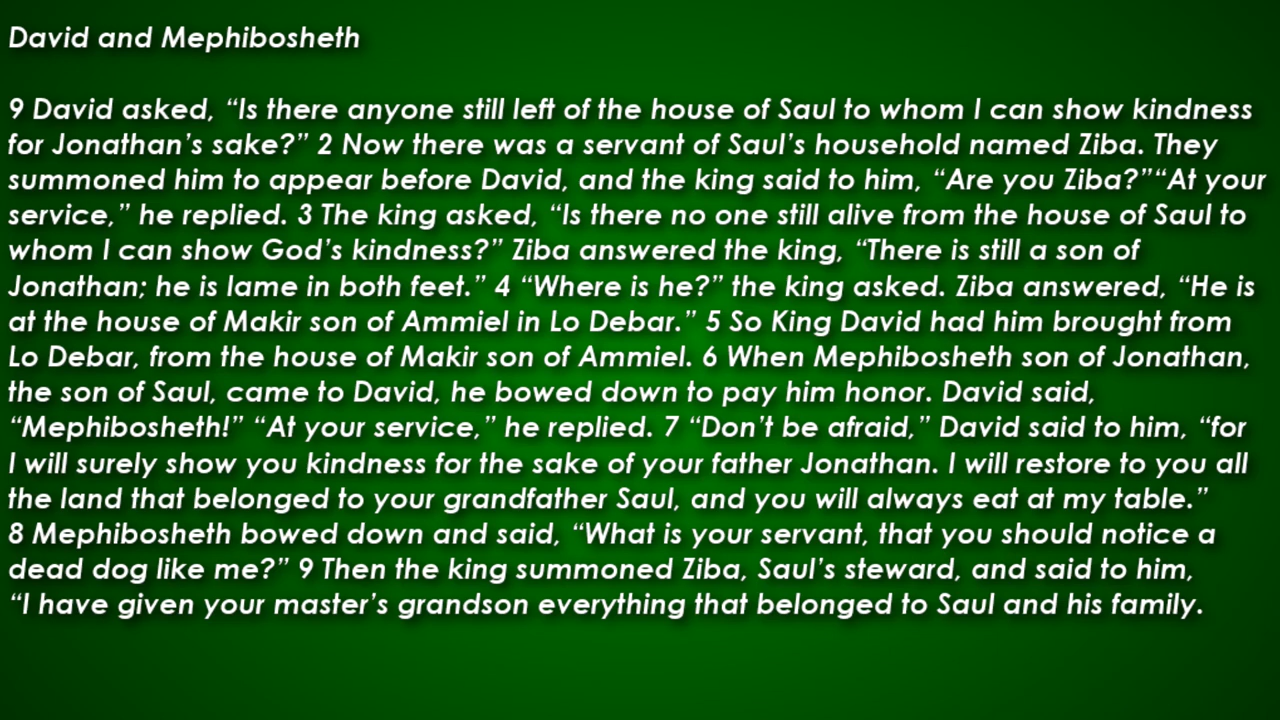 David and Mephibosheth
9 David asked, “Is there anyone still left of the house of Saul to whom I can show kindness
for Jonathan’s sake?” 2 Now there was a servant of Saul’s household named Ziba. They
summoned him to appear before David, and the king said to him, “Are you Ziba?”“At your
service,” he replied. 3 The king asked, “Is there no one still alive from the house of Saul to
whom I can show God’s kindness?” Ziba answered the king, “There is still a son of
Jonathan; he is lame in both feet.” 4 “Where is he?” the king asked. Ziba answered, “He is
at the house of Makir son of Ammiel in Lo Debar.” 5 So King David had him brought from
Lo Debar, from the house of Makir son of Ammiel. 6 When Mephibosheth son of Jonathan,
the son of Saul, came to David, he bowed down to pay him honor. David said,
“Mephibosheth!” “At your service,” he replied. 7 “Don’t be afraid,” David said to him, “for
I will surely show you kindness for the sake of your father Jonathan. I will restore to you all
the land that belonged to your grandfather Saul, and you will always eat at my table.”
8 Mephibosheth bowed down and said, “What is your servant, that you should notice a
dead dog like me?” 9 Then the king summoned Ziba, Saul’s steward, and said to him,
“I have given your master’s grandson everything that belonged to Saul and his family.